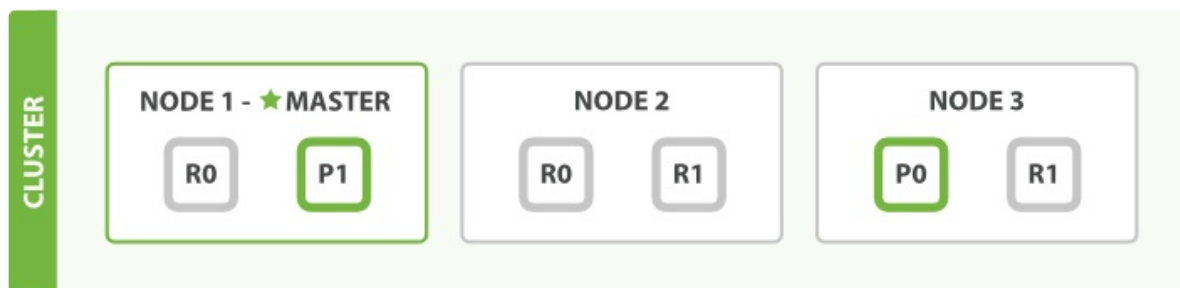 CLUSTER
NODE 1 - ★ MASTER
R0
P1
NODE 2
R0
R1
NODE 3
P0
R1